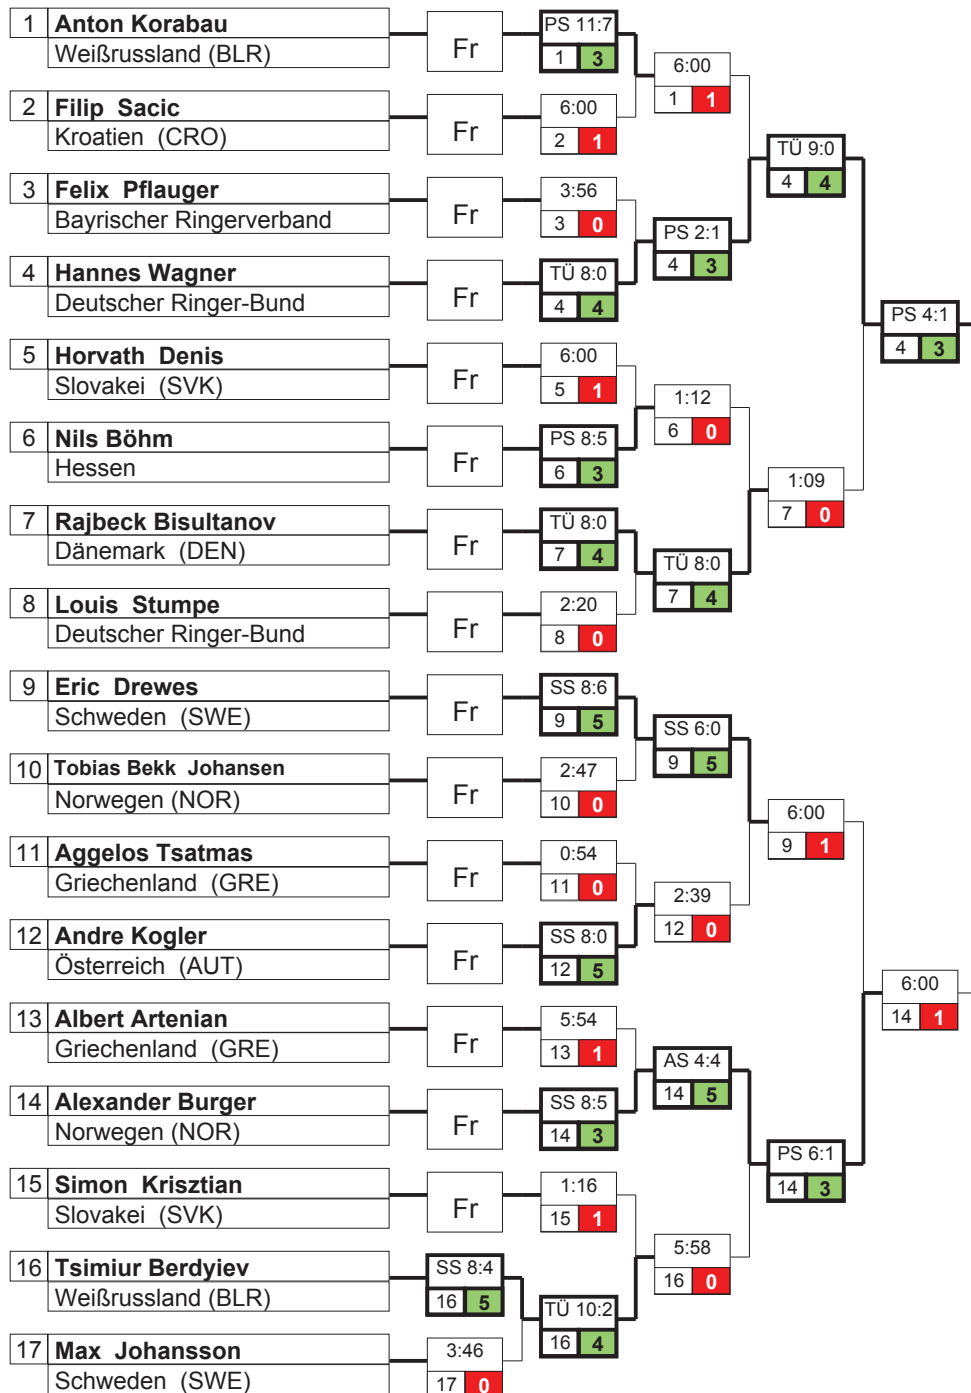 1 Anton Korabau
Weißrussland (BLR)
Fr
PS 11:7
1 3
6:00
1 1
2 Filip Sacic
Kroatien (CRO)
Fr
6:00
2 1
TÜ 9:0
4 4
3 Felix Pflauger
Bayrischer Ringerverband
Fr
3:56
3 0
PS 2:1
4 3
4 Hannes Wagner
Deutscher Ringer-Bund
Fr
TÜ 8:0
4 4
PS 4:1
4 3
5 Horvath Denis
Slovakei (SVK)
Fr
6:00
5 1
1:12
6 0
6 Nils Böhm
Hessen
Fr
PS 8:5
6 3
1:09
7 0
7 Rajbeck Bisultanov
Dänemark (DEN)
Fr
TÜ 8:0
7 4
TÜ 8:0
7 4
8 Louis Stumpe
Deutscher Ringer-Bund
Fr
2:20
8 0
9 Eric Drewes
Schweden (SWE)
Fr
SS 8:6
9 5
SS 6:0
9 5
10 Tobias Bekk Johansen
Norwegen (NOR)
Fr
2:47
10 0
6:00
9 1
11 Aggelos Tsatmas
Griechenland (GRE)
Fr
0:54
11 0
2:39
12 0
12 Andre Kogler
Österreich (AUT)
Fr
SS 8:0
12 5
6:00
14 1
13 Albert Artenian
Griechenland (GRE)
Fr
5:54
13 1
AS 4:4
14 5
14 Alexander Burger
Norwegen (NOR)
Fr
SS 8:5
14 3
PS 6:1
14 3
15 Simon Krisztian
Slovakei (SVK)
Fr
1:16
15 1
5:58
16 0
16 Tsimiur Berdyiev
Weißrussland (BLR)
SS 8:4
16 5
TÜ 10:2
16 4
17 Max Johansson
Schweden (SWE)
3:46
17 0